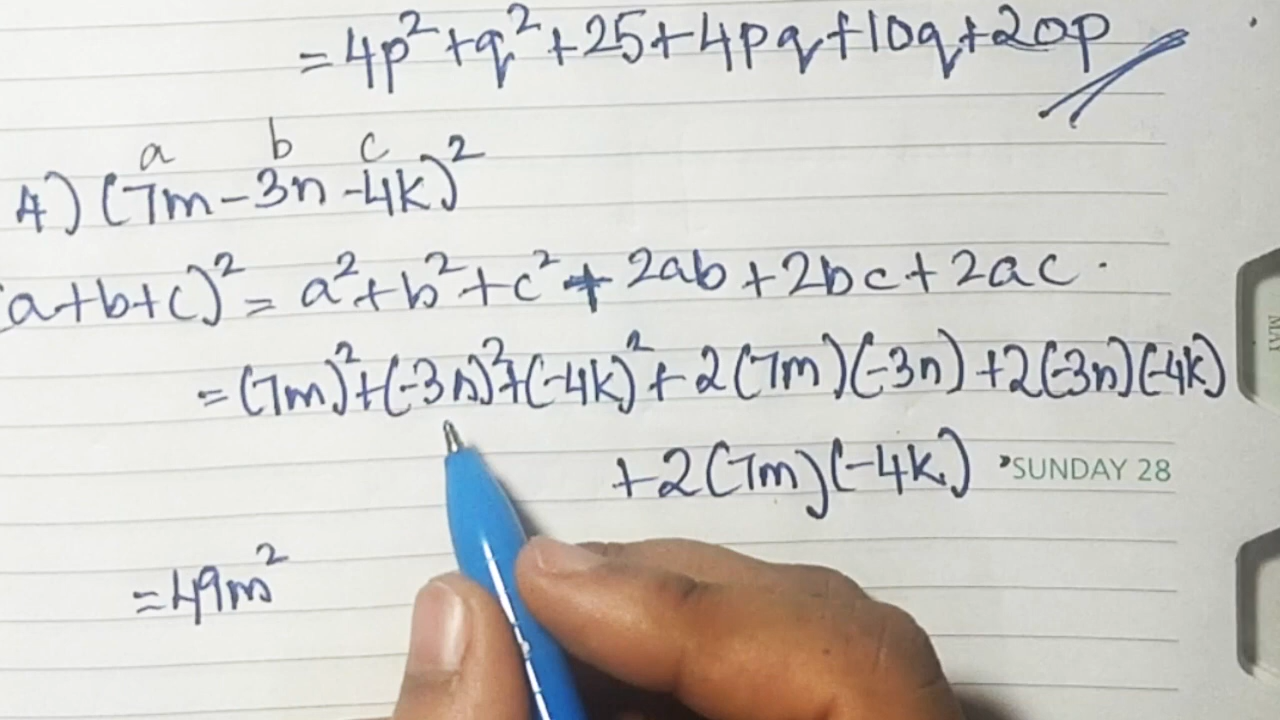 = 4p²+q²+25+4pq+10q+20p
a b c
4) (7m-3n-4k)²
(a+b+c)² = a²+b²+c²+2ab+2bc+2ac.
= (7m)²+(-3n)²+(-4k)²+2(7m)(-3n)+2(-3n)(-4k)
+2(7m)(-4k)
SUNDAY 28
=49m²
MAY